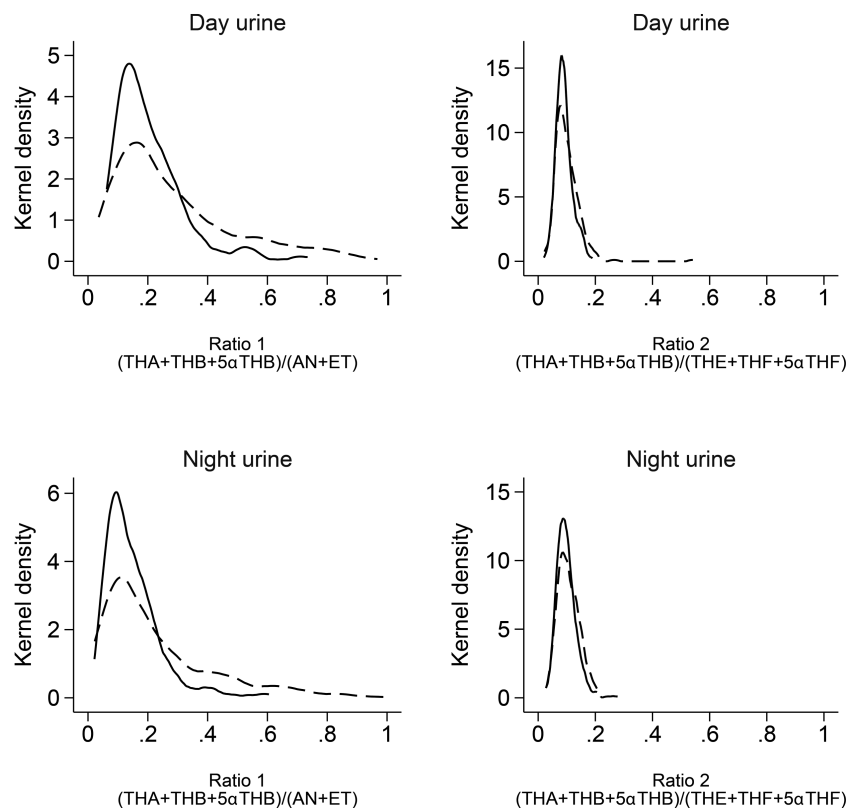 Day urine
Kernel density
5
4
3
2
1
0
0 .2 .4 .6 .8 1
Ratio 1
(THA+THB+5αTHB)/(AN+ET)
Day urine
Kernel density
15
10
5
0
0 .2 .4 .6 .8 1
Ratio 2
(THA+THB+5αTHB)/(THE+THF+5αTHF)
Night urine
Kernel density
6
4
2
0
0 .2 .4 .6 .8 1
Ratio 1
(THA+THB+5αTHB)/(AN+ET)
Night urine
Kernel density
15
10
5
0
0 .2 .4 .6 .8 1
Ratio 2
(THA+THB+5αTHB)/(THE+THF+5αTHF)